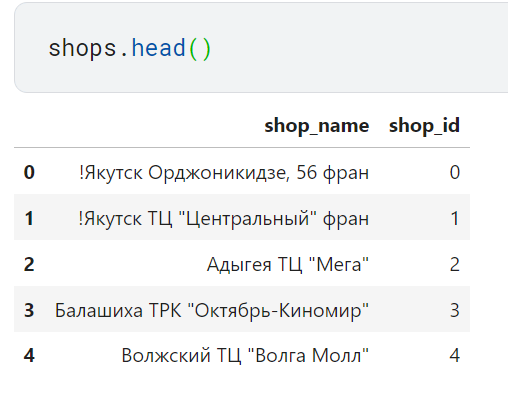 shops.head()
shop_name shop_id
0 !Якутск Орджоникидзе, 56 фран 0
1 !Якутск ТЦ "Центральный" фран 1
2 Адыгея ТЦ "Мега" 2
3 Балашиха ТРК "Октябрь-Киномир" 3
4 Волжский ТЦ "Волга Молл" 4